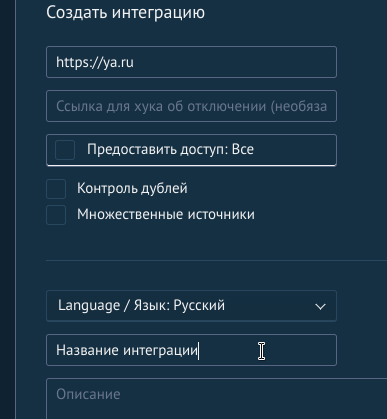 Создать интеграцию
https://ya.ru
Ссылка для хука об отключении (необяза
Предоставить доступ: Все
Контроль дублей
Множественные источники
Language / Язык: Русский
Название интеграции
Описание